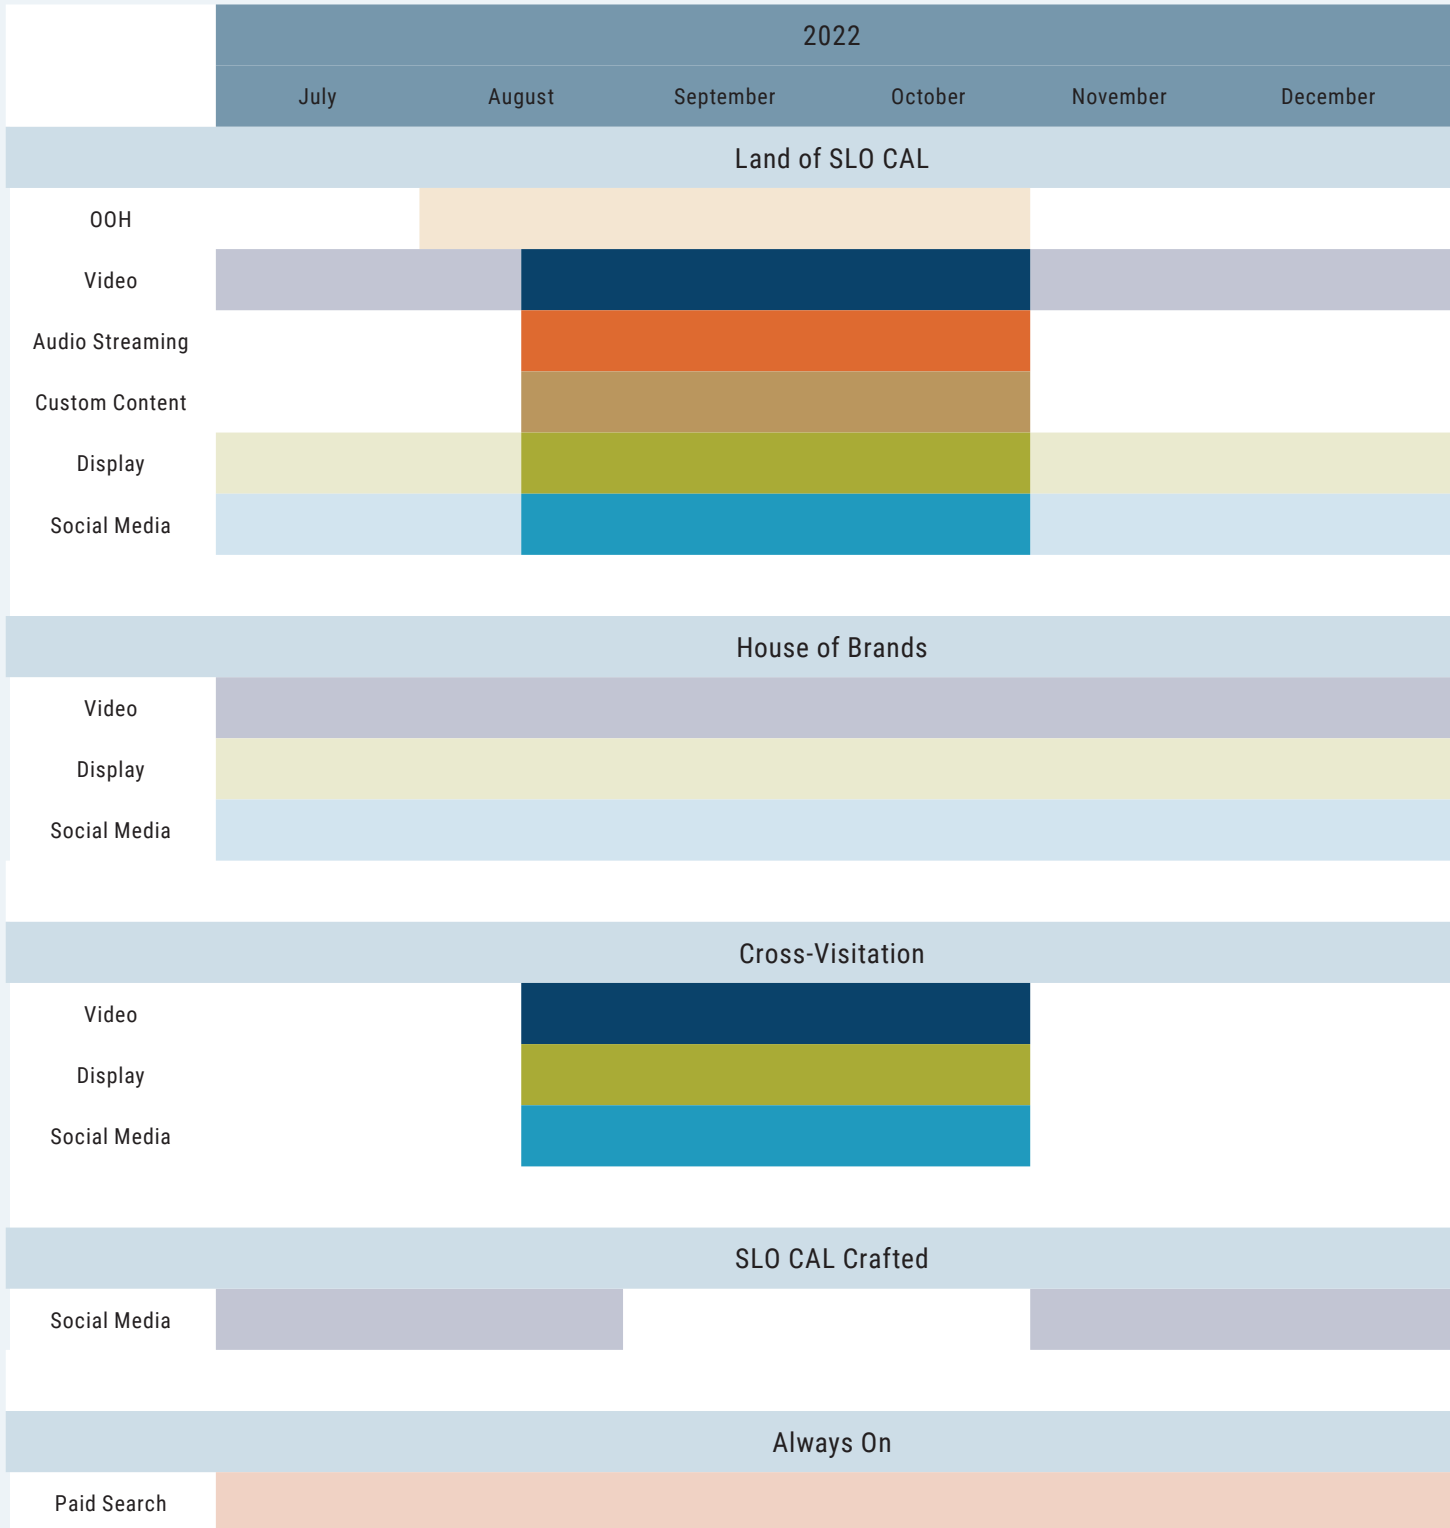 2022
July August September October November December
Land of SLO CAL
OOH
Video
Audio Streaming
Custom Content
Display
Social Media
House of Brands
Video
Display
Social Media
Cross-Visitation
Video
Display
Social Media
SLO CAL Crafted
Social Media
Always On
Paid Search